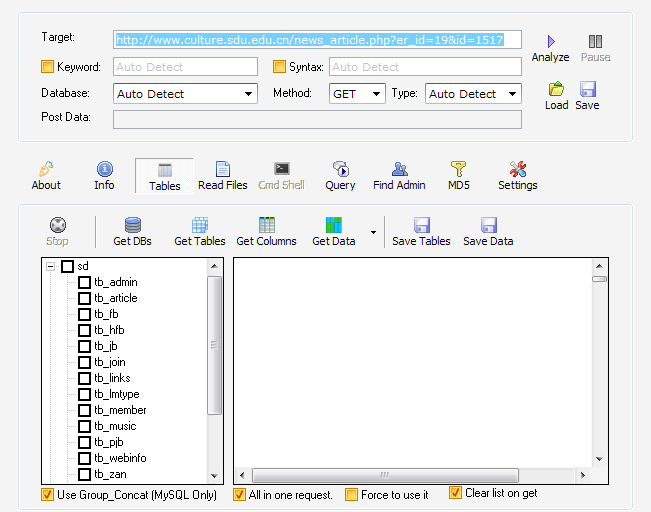 Target: http://www.culture.sdu.edu.cn/news_article.php?er_id=19&id=1517
Analyze Pause
Keyword: Auto Detect Syntax: Auto Detect
Database: Auto Detect Method: GET Type: Auto Detect
Load Save
Post Data:
About Info Tables Read Files Cmd Shell Query Find Admin MD5 Settings
Stop Get DBs Get Tables Get Columns Get Data Save Tables Save Data
sd
tb_admin
tb_article
tb_fb
tb_hfb
tb_jb
tb_join
tb_links
tb_lmtype
tb_member
tb_music
tb_pjb
tb_webinfo
tb_zan
Use Group_Concat (MySQL Only) All in one request. Force to use it Clear list on get